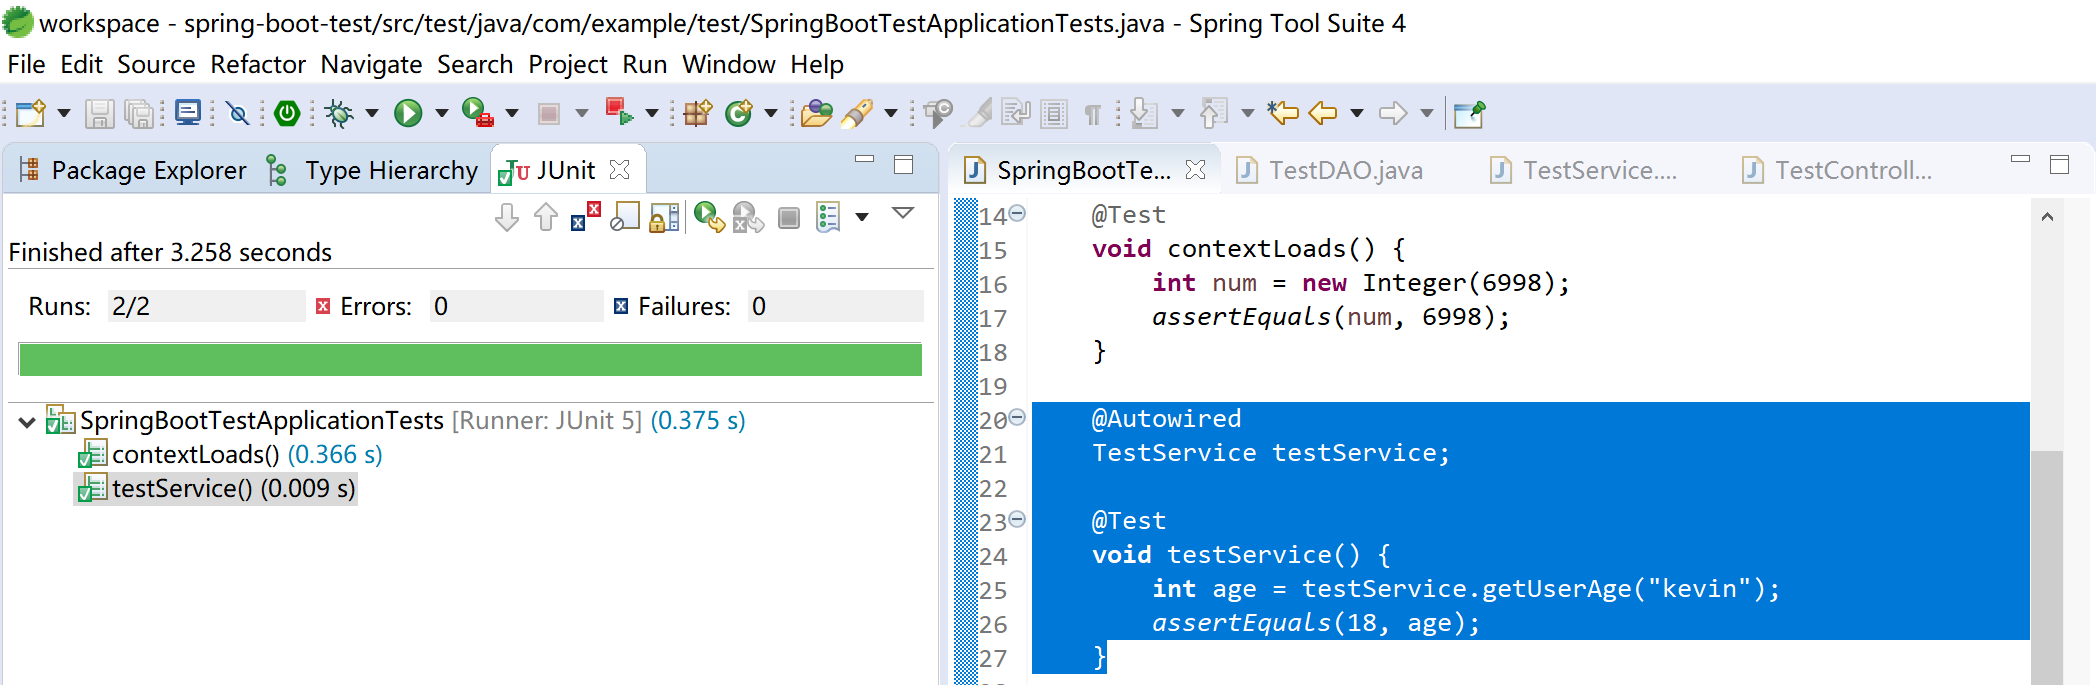 workspace - spring-boot-test/src/test/java/com/example/test/SpringBootTestApplicationTests.java - Spring Tool Suite 4
File Edit Source Refactor Navigate Search Project Run Window Help
Package Explorer Type Hierarchy JUnit
Finished after 3.258 seconds
Runs: 2/2 Errors: 0 Failures: 0
SpringBootTestApplicationTests [Runner: JUnit 5] (0.375 s)
contextLoads() (0.366 s)
testService() (0.009 s)
SpringBootTe... TestDAO.java TestService.... TestControll...
14 @Test
15 void contextLoads() {
16 int num = new Integer(6998);
17 assertEquals(num, 6998);
18 }
19
20 @Autowired
21 TestService testService;
22
23 @Test
24 void testService() {
25 int age = testService.getUserAge("kevin");
26 assertEquals(18, age);
27 }